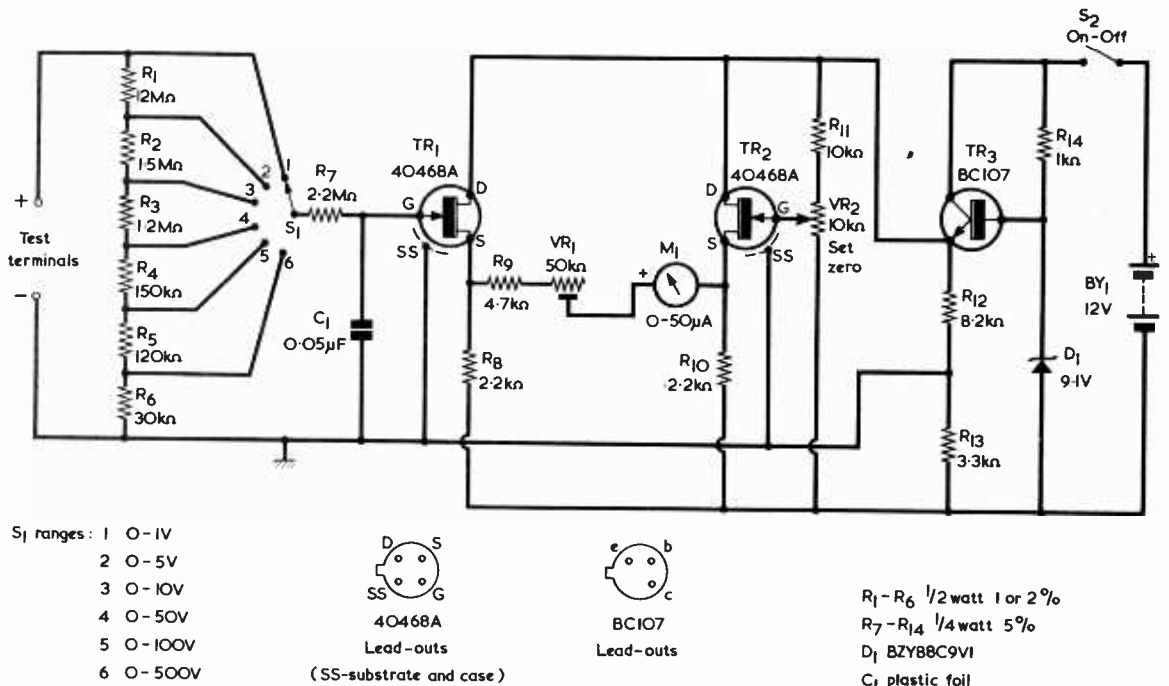 S2
On-Off
R1
12MΩ
R2
1·5MΩ
R3
1·2MΩ
R4
150kΩ
R5
120kΩ
R6
30kΩ
+
Test
terminals
−
1
2
3
4
5
6
S1
R7
2·2MΩ
C1
0·05µF
TR1
40468A
D
G
S
SS
R9
4·7kΩ
VR1
50kΩ
R8
2·2kΩ
+
M1
0-50µA
R10
2·2kΩ
TR2
40468A
D
G
S
SS
R11
10kΩ
VR2
10kΩ
Set
zero
TR3
BC107
R14
1kΩ
R12
8·2kΩ
R13
3·3kΩ
D1
9·1V
+
BY1
12V
S1 ranges: 1 0-1V
2 0-5V
3 0-10V
4 0-50V
5 0-100V
6 0-500V
D S
SS G
40468A
Lead-outs
(SS-substrate and case)
e b
c
BC107
Lead-outs
R1-R6 1/2 watt 1 or 2%
R7-R14 1/4 watt 5%
D1 BZY88C9V1
C1 plastic foil